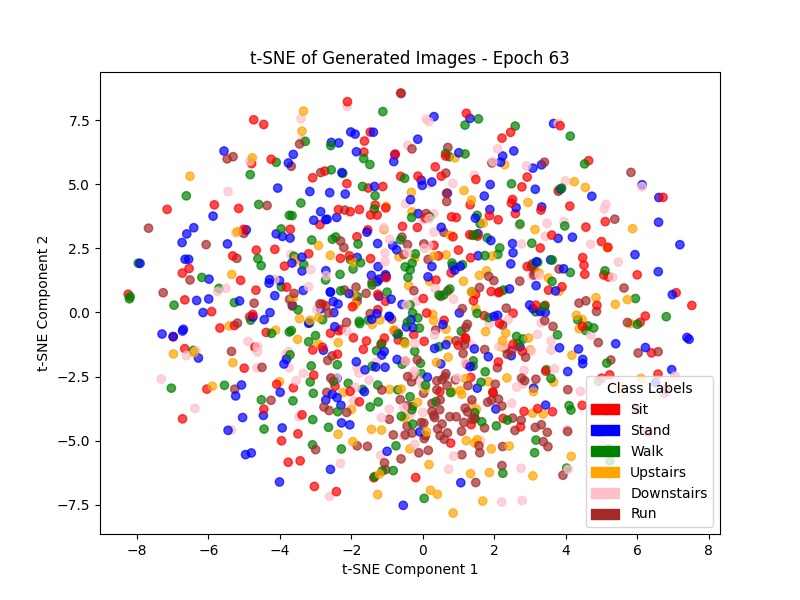 t-SNE of Generated Images - Epoch 63
t-SNE Component 2
7.5
5.0
2.5
0.0
−2.5
−5.0
−7.5
Class Labels
Sit
Stand
Walk
Upstairs
Downstairs
Run
−8 −6 −4 −2 0 2 4 6 8
t-SNE Component 1